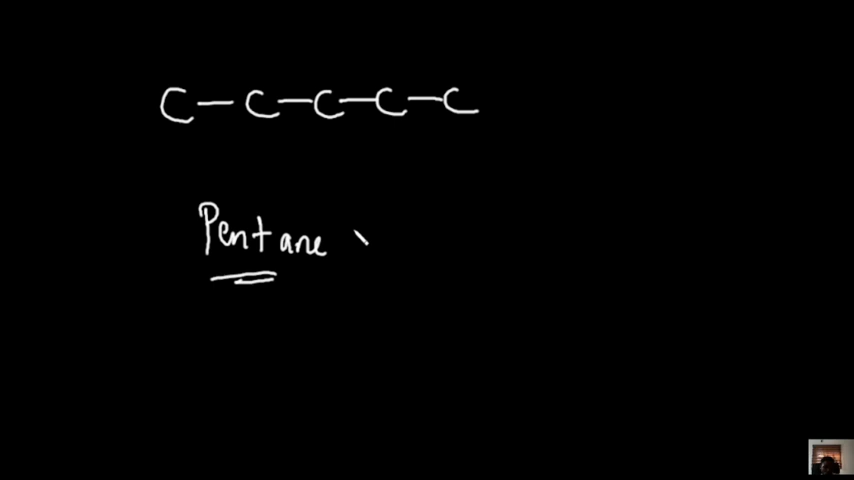 C — C — C — C — C
Pentane